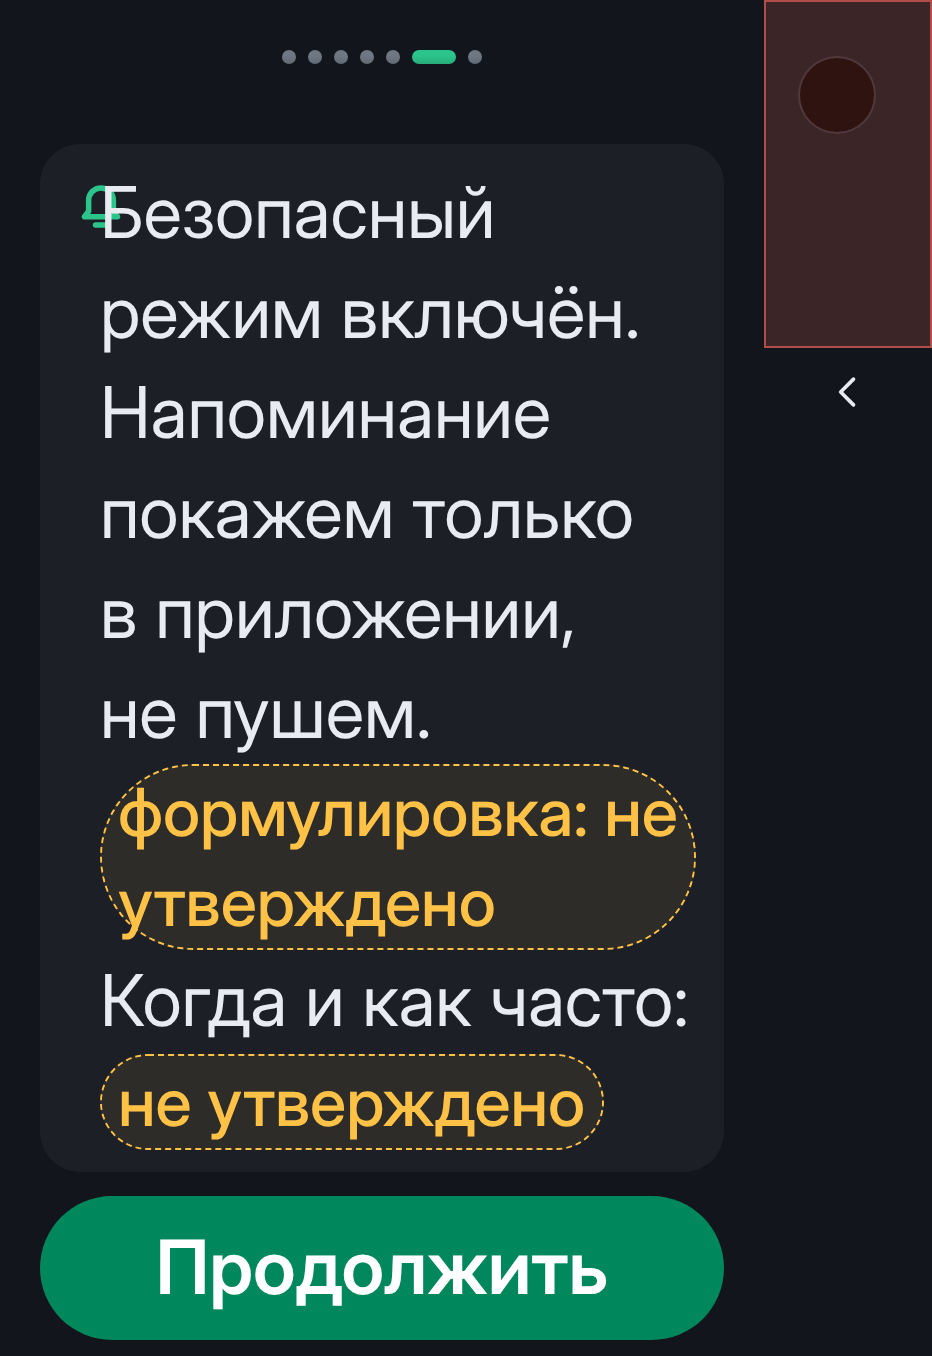 Безопасный
режим включён.
Напоминание
покажем только
в приложении,
не пушем.
формулировка: не
утверждено
Когда и как часто:
не утверждено
Продолжить